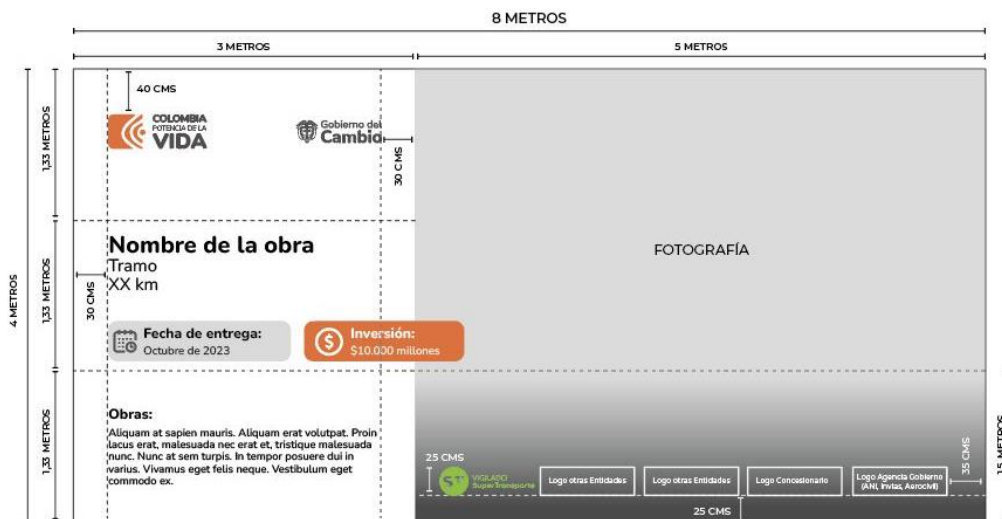 8 METROS
3 METROS
5 METROS
4 METROS
1,33 METROS
40 CMS
COLOMBIA
POTENCIA DE LA
VIDA
Gobierno del
Cambio
30 CMS
1,33 METROS
30 CMS
Nombre de la obra
Tramo
XX km
Fecha de entrega:
Octubre de 2023
Inversión:
$10.000 millones
FOTOGRAFÍA
1,33 METROS
Obras:
Aliquam at sapien mauris. Aliquam erat volutpat. Proin
lacus erat, malesuada nec erat et, tristique malesuada
nunc. Nunc at sem turpis. In tempor posuere dui in
varius. Vivamus eget felis neque. Vestibulum eget
commodo ex.
25 CMS
ST
VIGILADO
SuperTransporte
Logo otras Entidades
Logo otras Entidades
Logo Concesionario
Logo Agencia Gobierno
(ANI, Invias, Aerocivil)
35 CMS
15 METROS
25 CMS